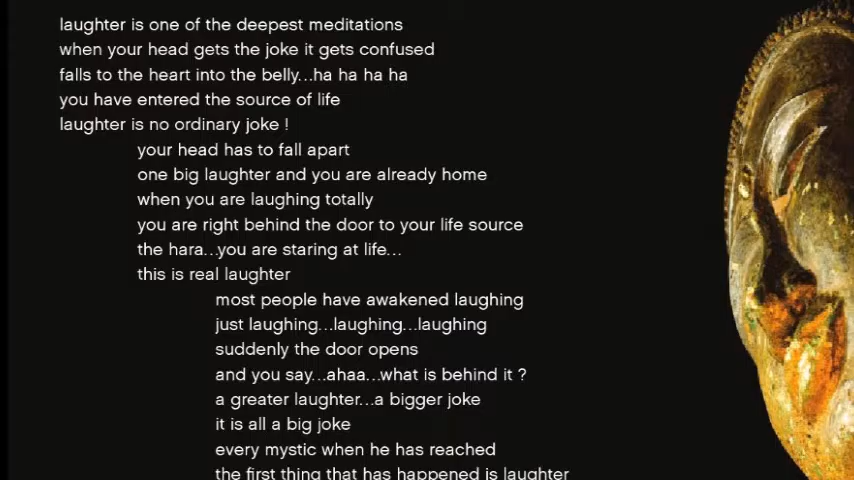 laughter is one of the deepest meditations
when your head gets the joke it gets confused
falls to the heart into the belly...ha ha ha ha
you have entered the source of life
laughter is no ordinary joke !
your head has to fall apart
one big laughter and you are already home
when you are laughing totally
you are right behind the door to your life source
the hara...you are staring at life...
this is real laughter
most people have awakened laughing
just laughing...laughing...laughing
suddenly the door opens
and you say...ahaa...what is behind it ?
a greater laughter...a bigger joke
it is all a big joke
every mystic when he has reached
the first thing that has happened is laughter